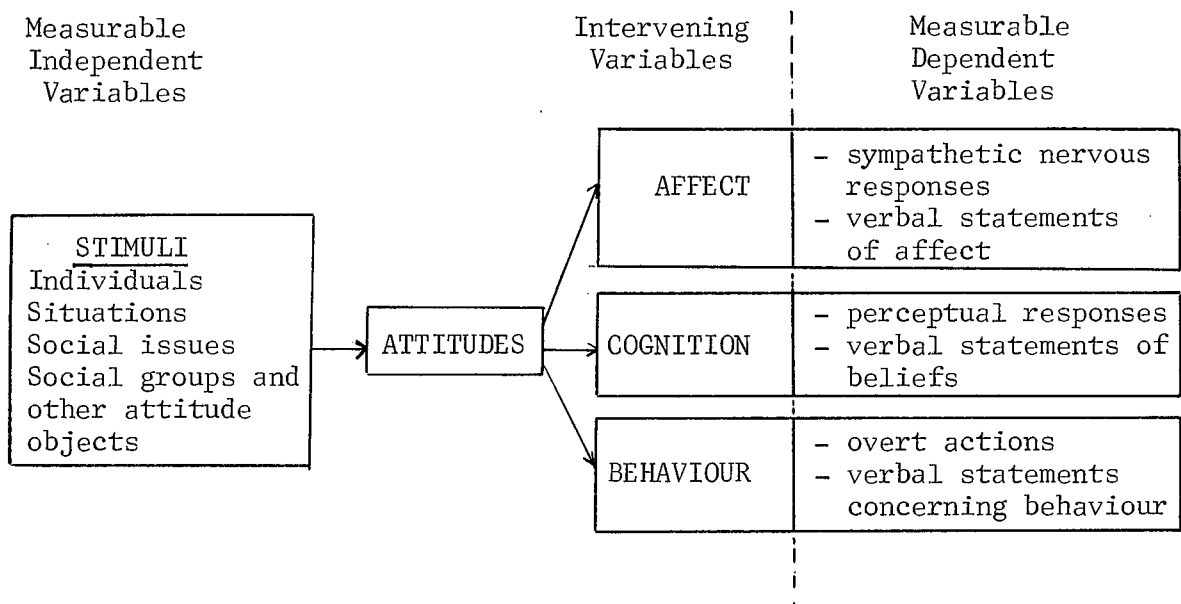 Measurable
Independent
Variables
Intervening
Variables
Measurable
Dependent
Variables
STIMULI
Individuals
Situations
Social issues
Social groups and
other attitude
objects
ATTITUDES
AFFECT
– sympathetic nervous
responses
– verbal statements
of affect
COGNITION
– perceptual responses
– verbal statements of
beliefs
BEHAVIOUR
– overt actions
– verbal statements
concerning behaviour